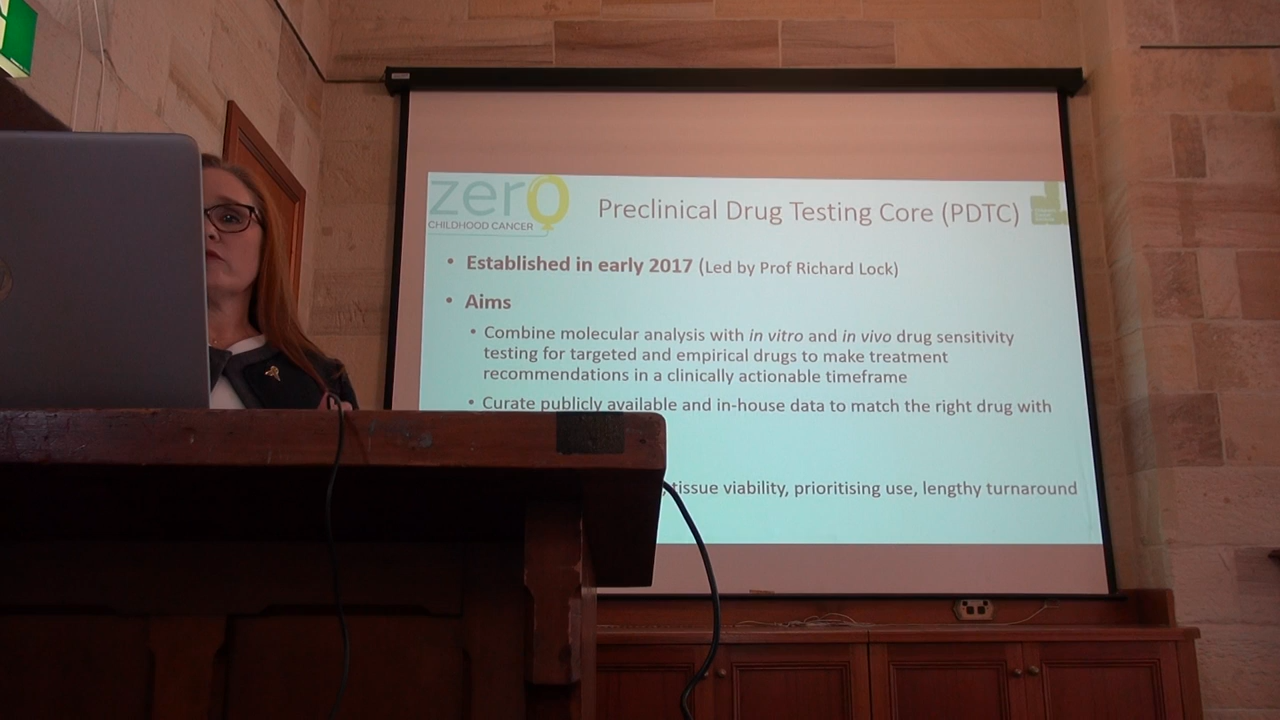 zero
CHILDHOOD CANCER
Preclinical Drug Testing Core (PDTC)
• Established in early 2017 (Led by Prof Richard Lock)
• Aims
• Combine molecular analysis with in vitro and in vivo drug sensitivity
testing for targeted and empirical drugs to make treatment
recommendations in a clinically actionable timeframe
• Curate publicly available and in-house data to match the right drug with
, tissue viability, prioritising use, lengthy turnaround